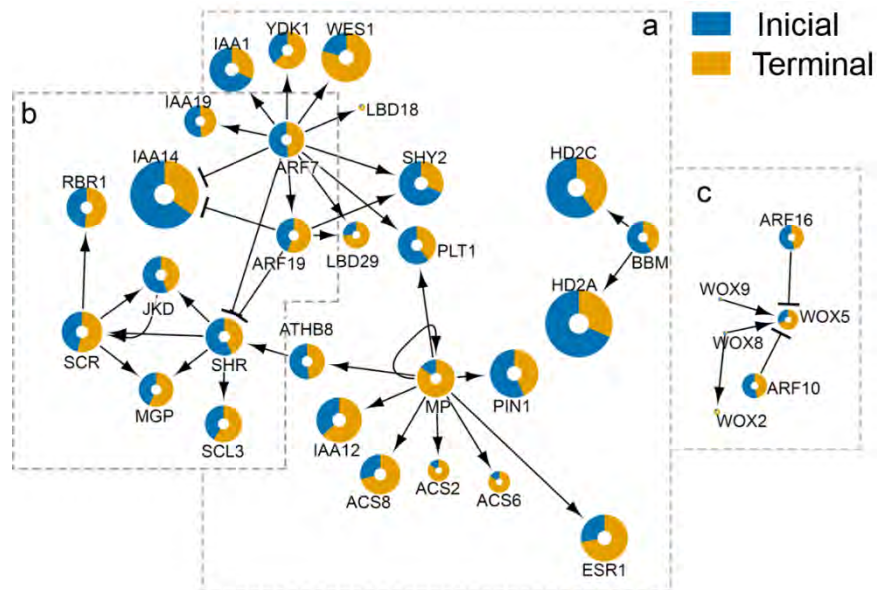 a
Inicial
Terminal
YDK1
WES1
IAA1
b
IAA19
LBD18
IAA14
ARF7
SHY2
HD2C
RBR1
c
ARF16
ARF19
LBD29
PLT1
BBM
JKD
HD2A
WOX9
WOX5
SCR
SHR
ATHB8
WOX8
MGP
MP
PIN1
ARF10
WOX2
SCL3
IAA12
ACS8
ACS2
ACS6
ESR1